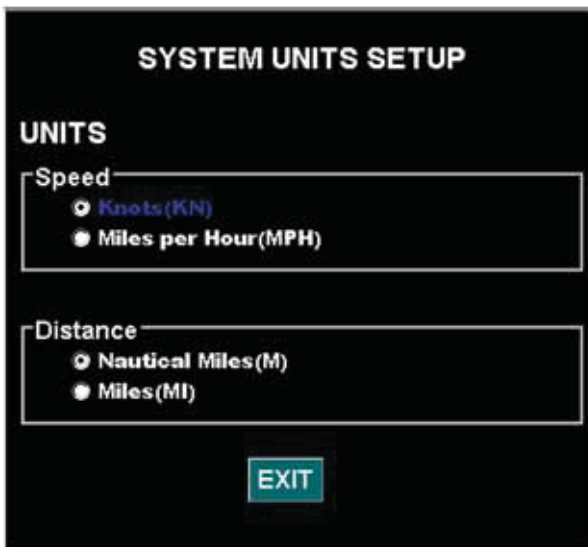 SYSTEM UNITS SETUP
UNITS
Speed
Knots(KN)
Miles per Hour(MPH)
Distance
Nautical Miles(M)
Miles(MI)
EXIT